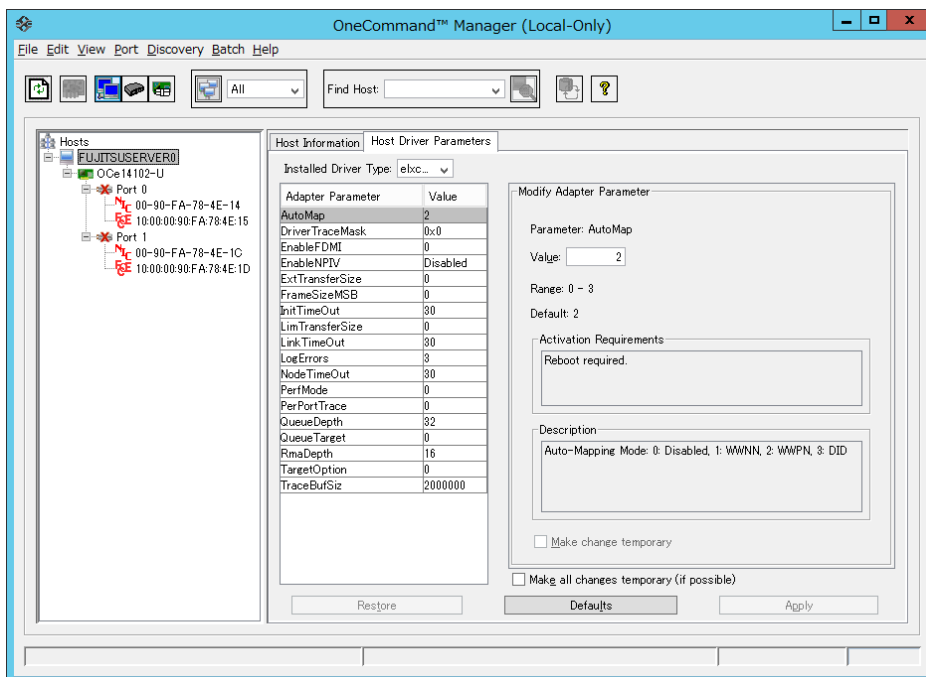 OneCommand™ Manager (Local-Only)
File Edit View Port Discovery Batch Help
All
Find Host:
Hosts
FUJITSUSERVER0
OCe14102-U
Port 0
NIC 00-90-FA-78-4E-14
FCoE 10:00:00:90:FA:78:4E:15
Port 1
NIC 00-90-FA-78-4E-1C
FCoE 10:00:00:90:FA:78:4E:1D
Host Information Host Driver Parameters
Installed Driver Type: elxc...
Adapter Parameter Value
AutoMap 2
DriverTraceMask 0x0
EnableFDMI 0
EnableNPIV Disabled
ExtTransferSize 0
FrameSizeMSB 0
InitTimeOut 30
LimTransferSize 0
LinkTimeOut 30
LogErrors 3
NodeTimeOut 30
PerfMode 0
PerPortTrace 0
QueueDepth 32
QueueTarget 0
RmaDepth 16
TargetOption 0
TraceBufSiz 2000000
Restore
Modify Adapter Parameter
Parameter: AutoMap
Value: 2
Range: 0 - 3
Default: 2
Activation Requirements
Reboot required.
Description
Auto-Mapping Mode: 0: Disabled, 1: WWNN, 2: WWPN, 3: DID
Make change temporary
Make all changes temporary (if possible)
Defaults Apply